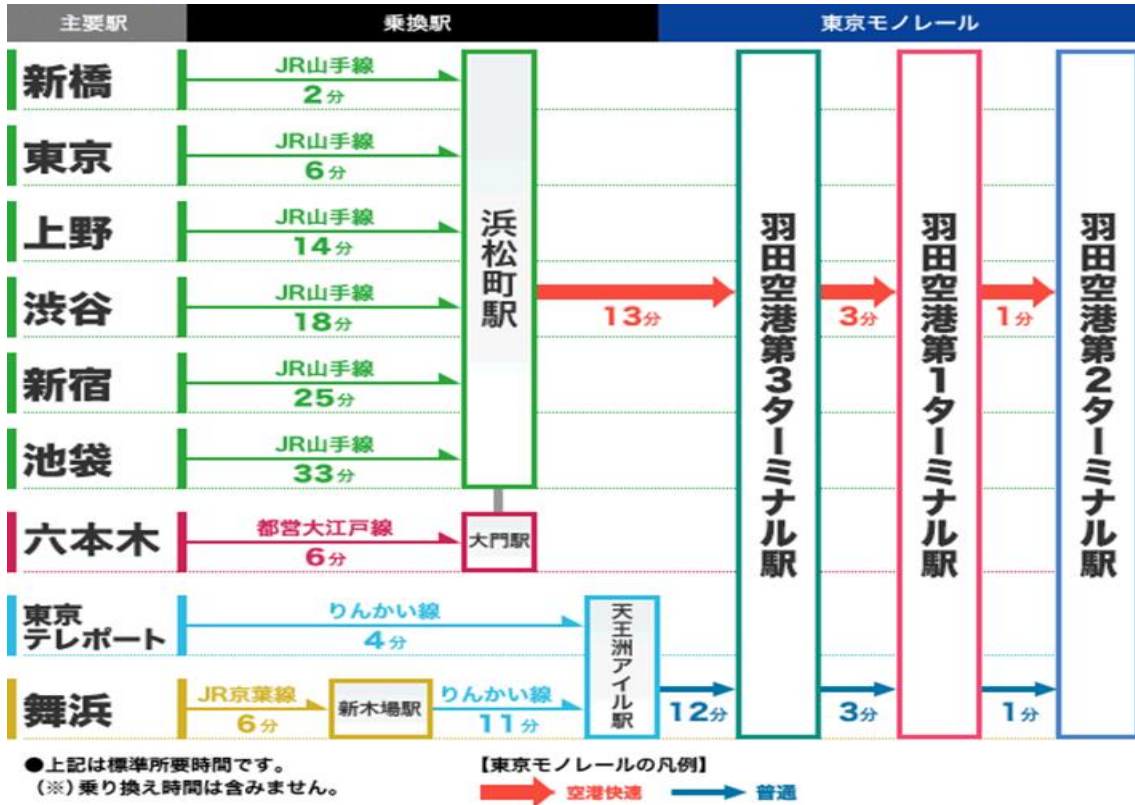 主要駅 乗換駅 東京モノレール
新橋 JR山手線
2分
東京 JR山手線
6分
上野 JR山手線
14分
渋谷 JR山手線
18分
新宿 JR山手線
25分
池袋 JR山手線
33分
浜松町駅
13分
羽田空港第3ターミナル駅
3分
羽田空港第1ターミナル駅
1分
羽田空港第2ターミナル駅
六本木 都営大江戸線
6分
大門駅
東京
テレポート
りんかい線
4分
天王洲アイル駅
舞浜 JR京葉線
6分
新木場駅
りんかい線
11分
12分
3分
1分
●上記は標準所要時間です。
(※)乗り換え時間は含みません。
【東京モノレールの凡例】
空港快速 普通